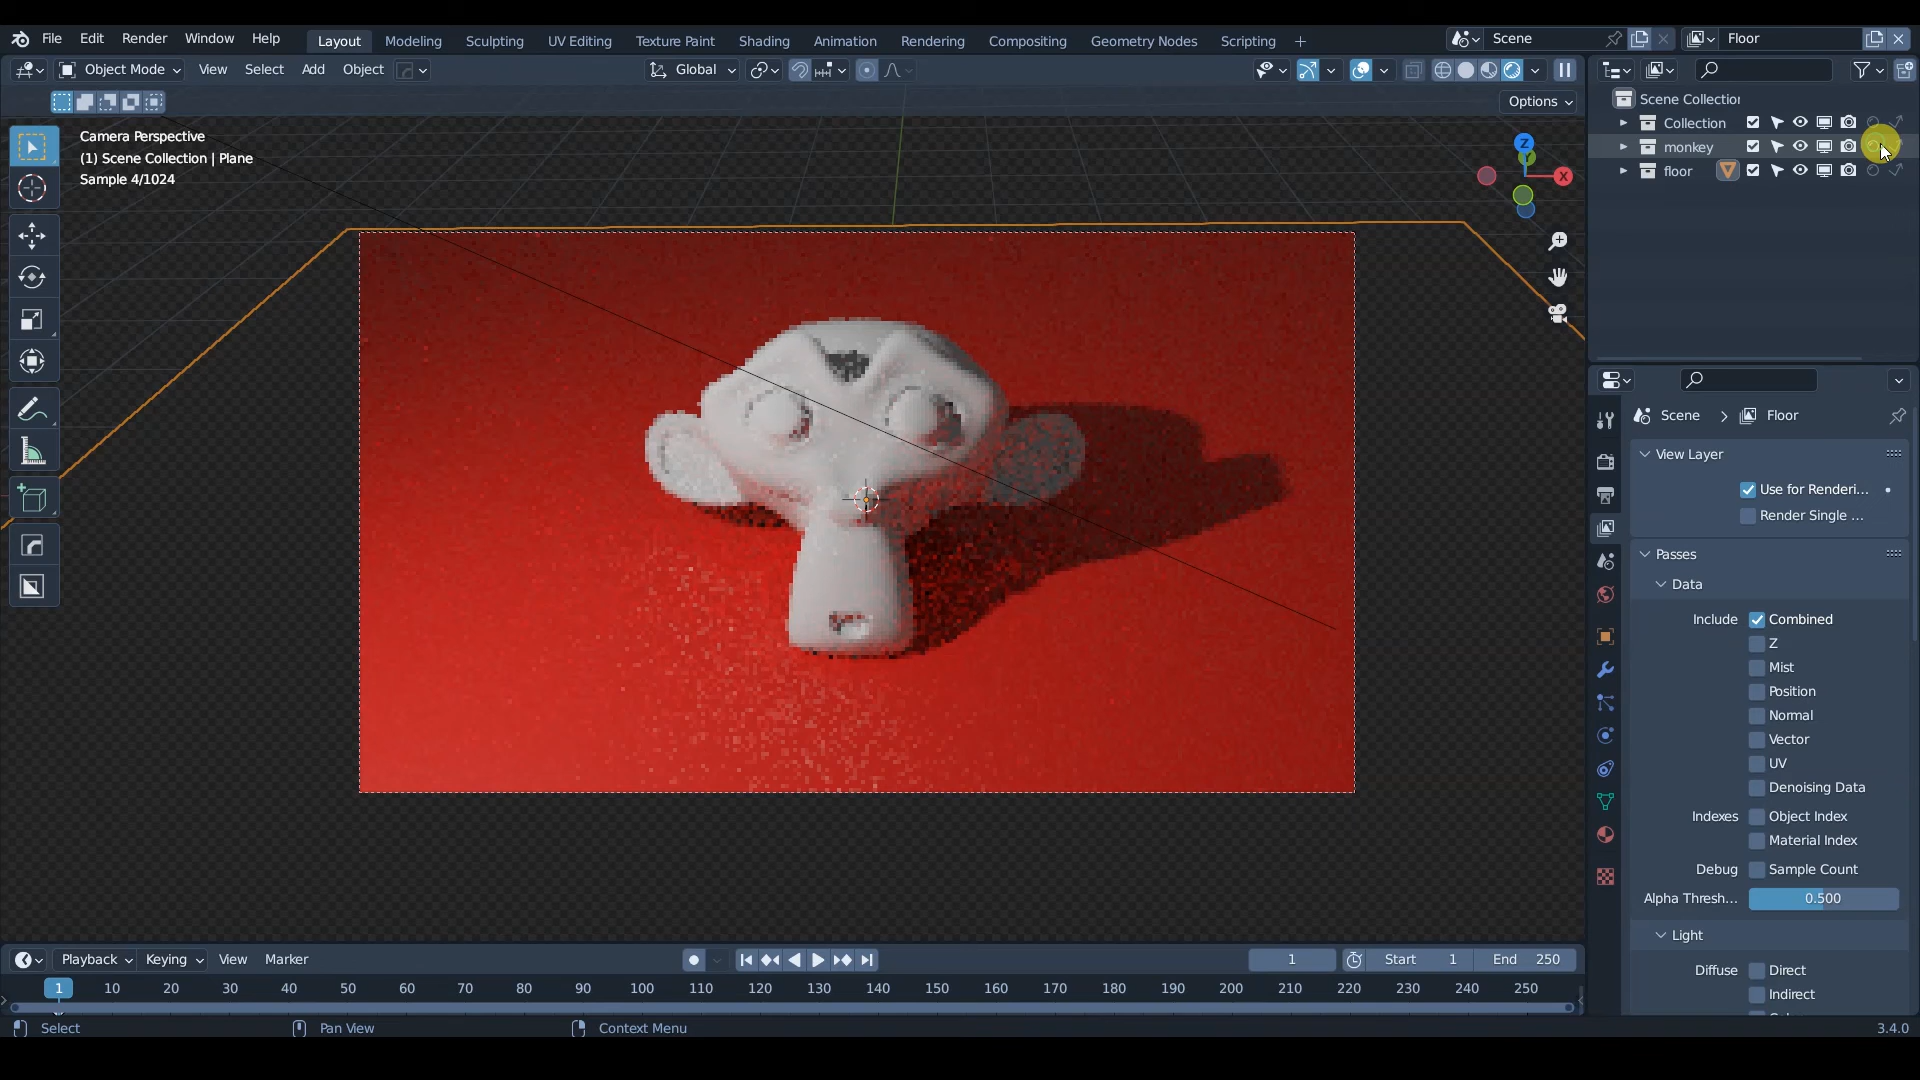 File Edit Render Window Help Layout Modeling Sculpting UV Editing Texture Paint Shading Animation Rendering Compositing Geometry Nodes Scripting + Scene Floor
Object Mode View Select Add Object Global
Options
Camera Perspective
(1) Scene Collection | Plane
Sample 4/1024
Z
Y
X
Scene Collection
Collection
monkey
floor
Scene > Floor
View Layer
Use for Renderi...
Render Single ...
Passes
Data
Include Combined
Z
Mist
Position
Normal
Vector
UV
Denoising Data
Indexes Object Index
Material Index
Debug Sample Count
Alpha Thresh... 0.500
Light
Diffuse Direct
Indirect
Playback Keying View Marker 1 Start 1 End 250
1 10 20 30 40 50 60 70 80 90 100 110 120 130 140 150 160 170 180 190 200 210 220 230 240 250
Select Pan View Context Menu 3.4.0